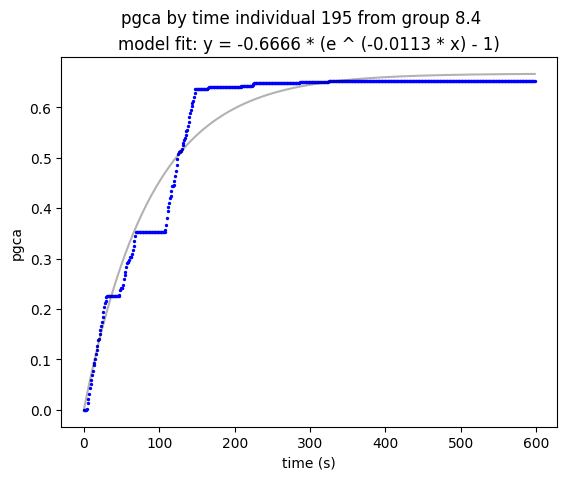 pgca by time individual 195 from group 8.4
model fit: y = -0.6666 * (e ^ (-0.0113 * x) - 1)
pgca
0.6
0.5
0.4
0.3
0.2
0.1
0.0
0 100 200 300 400 500 600
time (s)